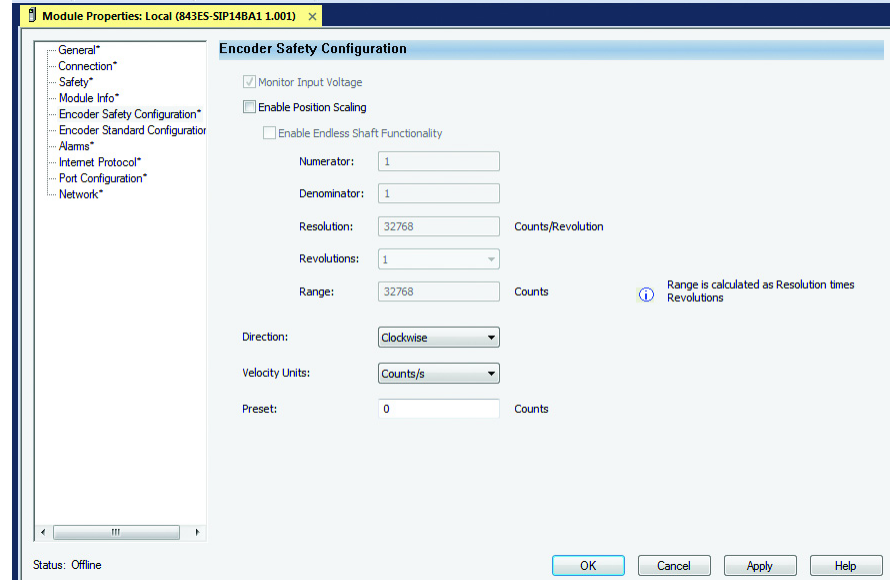 Module Properties: Local (843ES-SIP14BA1 1.001) ×
General*
Connection*
Safety*
Module Info*
Encoder Safety Configuration*
Encoder Standard Configuration
Alarms*
Internet Protocol*
Port Configuration*
Network*
Encoder Safety Configuration
Monitor Input Voltage
Enable Position Scaling
Enable Endless Shaft Functionality
Numerator: 1
Denominator: 1
Resolution: 32768 Counts/Revolution
Revolutions: 1
Range: 32768 Counts
Range is calculated as Resolution times
Revolutions
Direction: Clockwise
Velocity Units: Counts/s
Preset: 0 Counts
Status: Offline
OK Cancel Apply Help